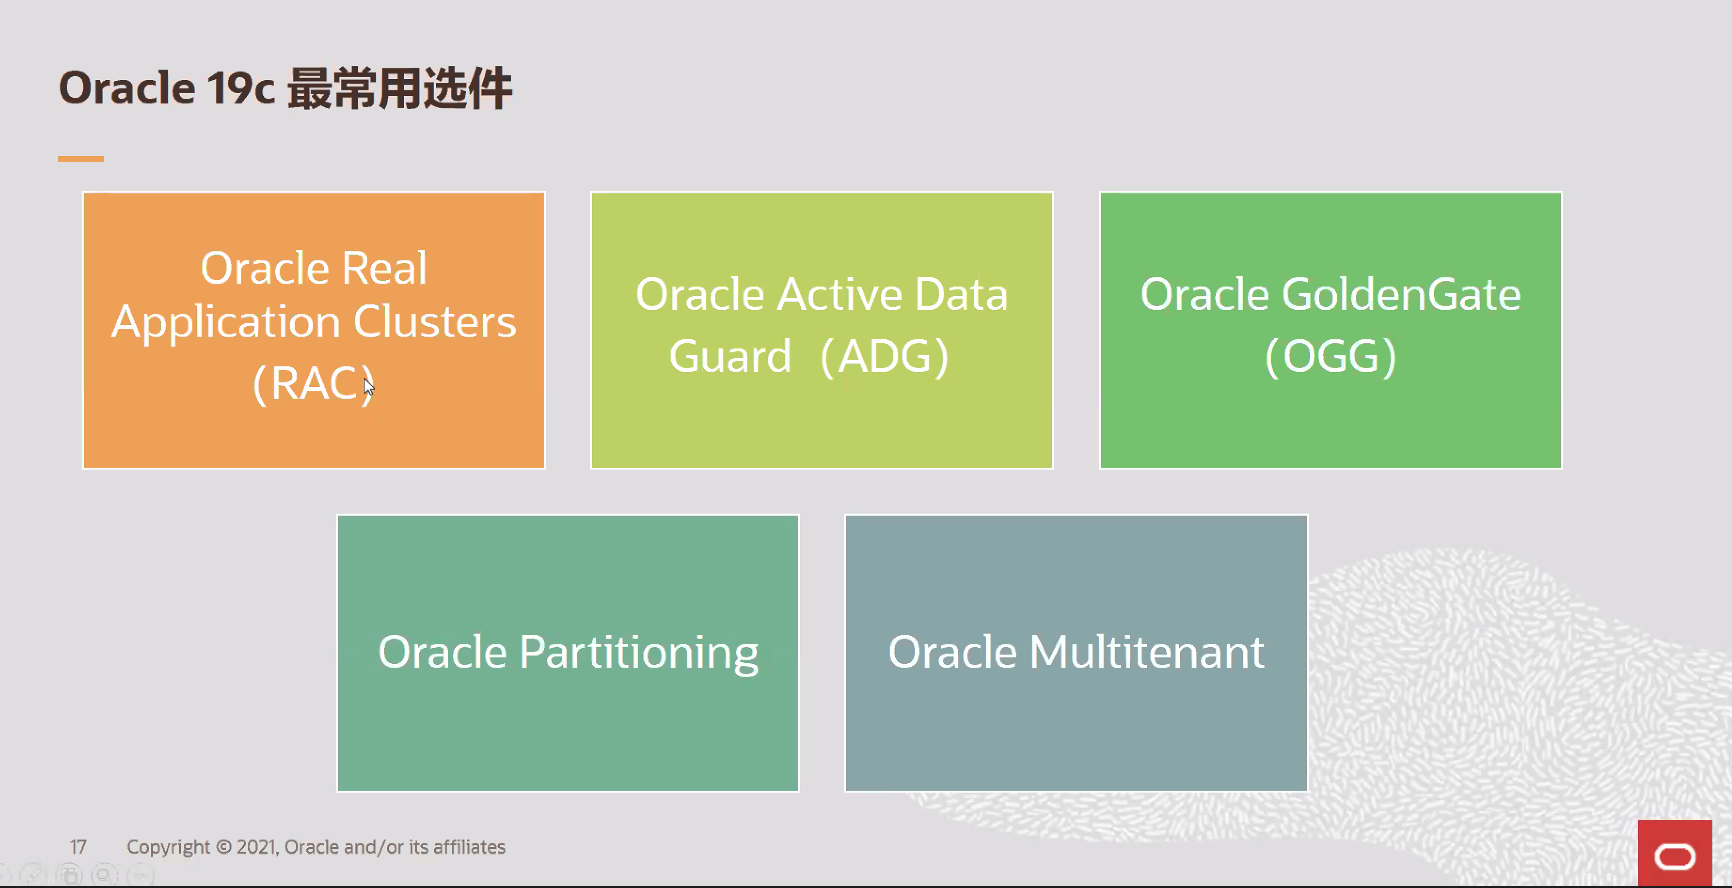 Oracle 19c 最常用选件
Oracle Real
Application Clusters
（RAC）
Oracle Active Data
Guard（ADG）
Oracle GoldenGate
（OGG）
Oracle Partitioning
Oracle Multitenant
17 Copyright © 2021, Oracle and/or its affiliates